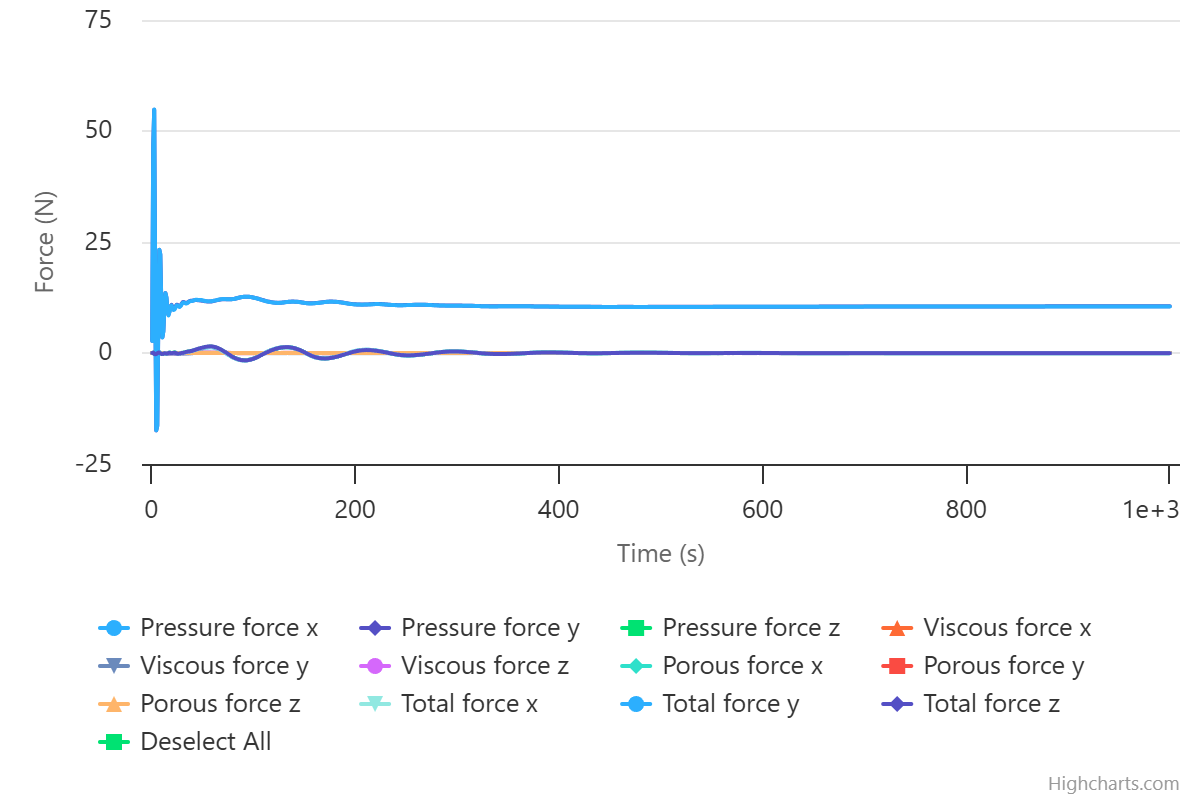 75
50
25
0
-25
Force (N)
0 200 400 600 800 1e+3
Time (s)
Pressure force x Pressure force y Pressure force z Viscous force x
Viscous force y Viscous force z Porous force x Porous force y
Porous force z Total force x Total force y Total force z
Deselect All
Highcharts.com